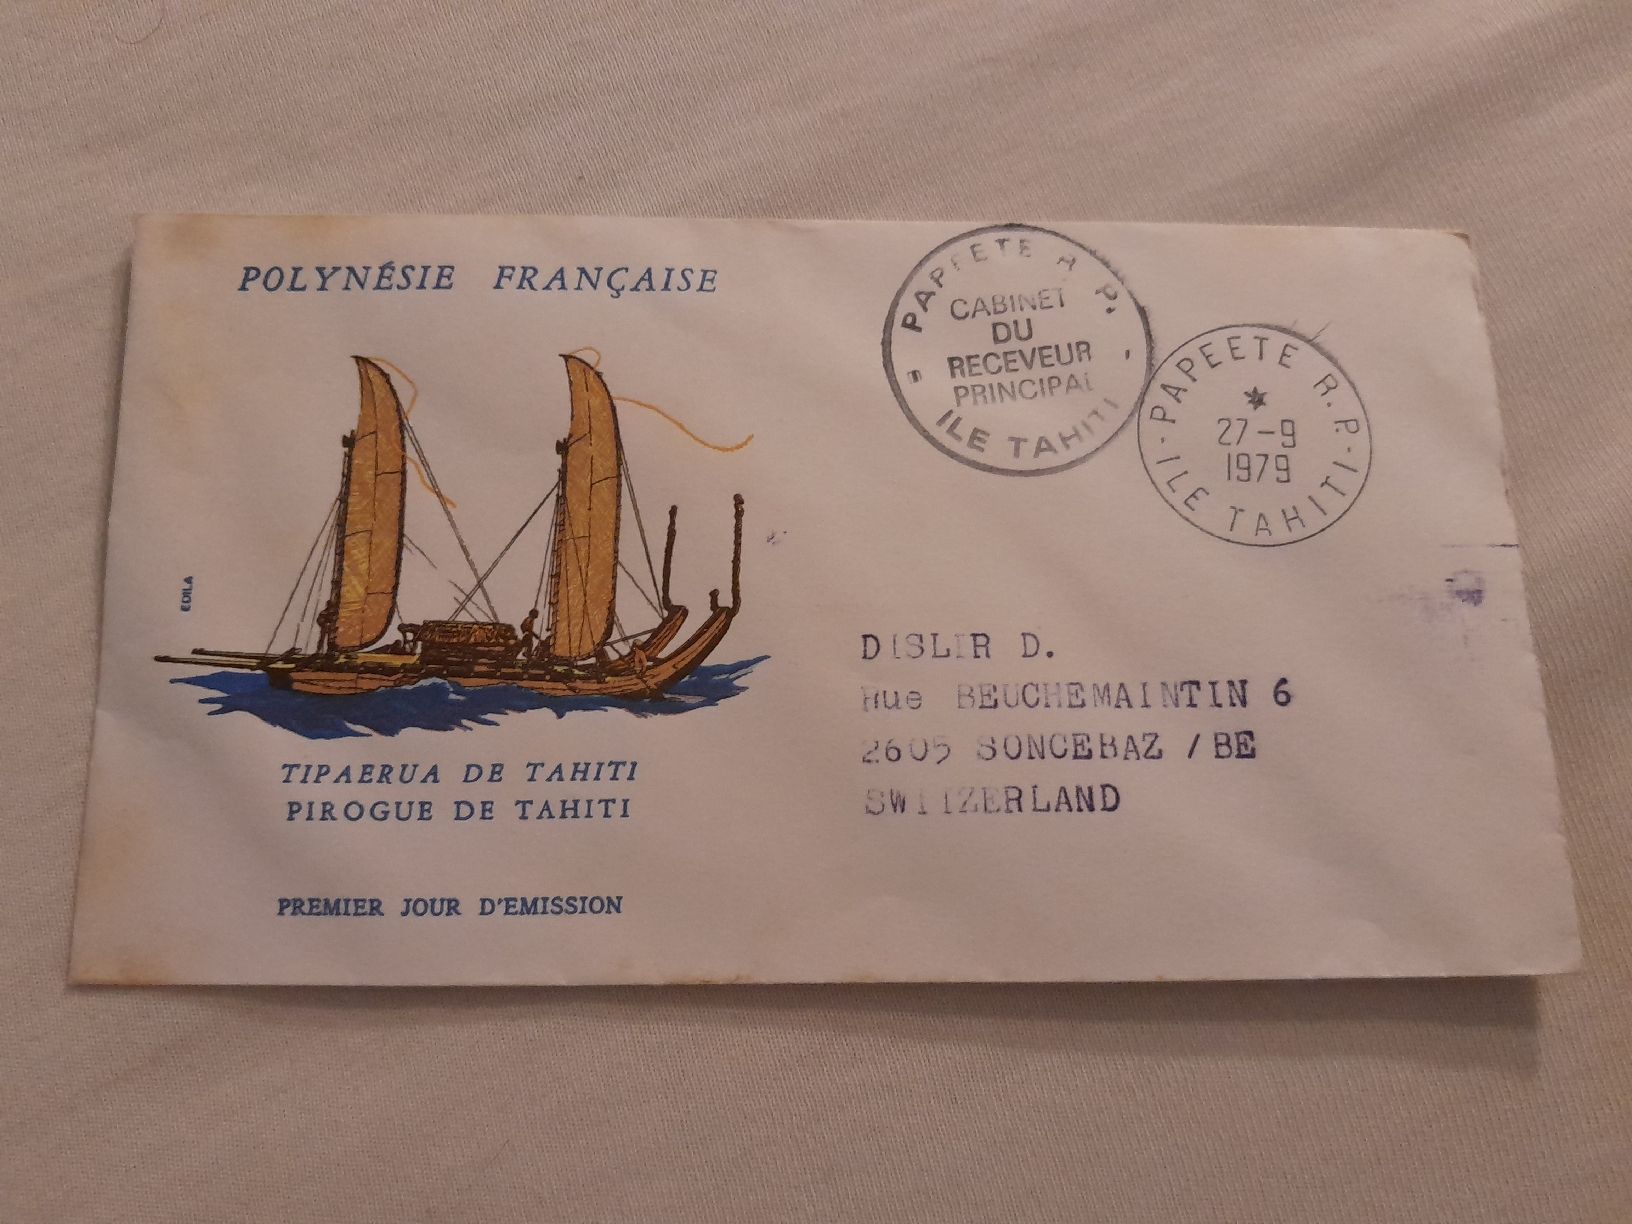 POLYNÉSIE FRANÇAISE
EDILA
TIPAERUA DE TAHITI
PIROGUE DE TAHITI
PREMIER JOUR D'EMISSION
PAPEETE R. P.
CABINET
DU
RECEVEUR
PRINCIPAL
ILE TAHITI
PAPEETE R.P.
27-9
1979
ILE TAHITI
DISLIR D.
Rue BEUCHEMAINTIN 6
2605 SONCEBAZ / BE
SWITZERLAND